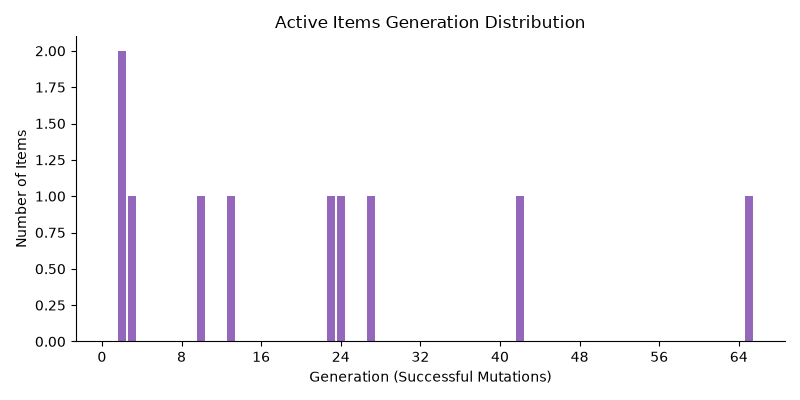 Active Items Generation Distribution
Number of Items
2.00
1.75
1.50
1.25
1.00
0.75
0.50
0.25
0.00
0 8 16 24 32 40 48 56 64
Generation (Successful Mutations)